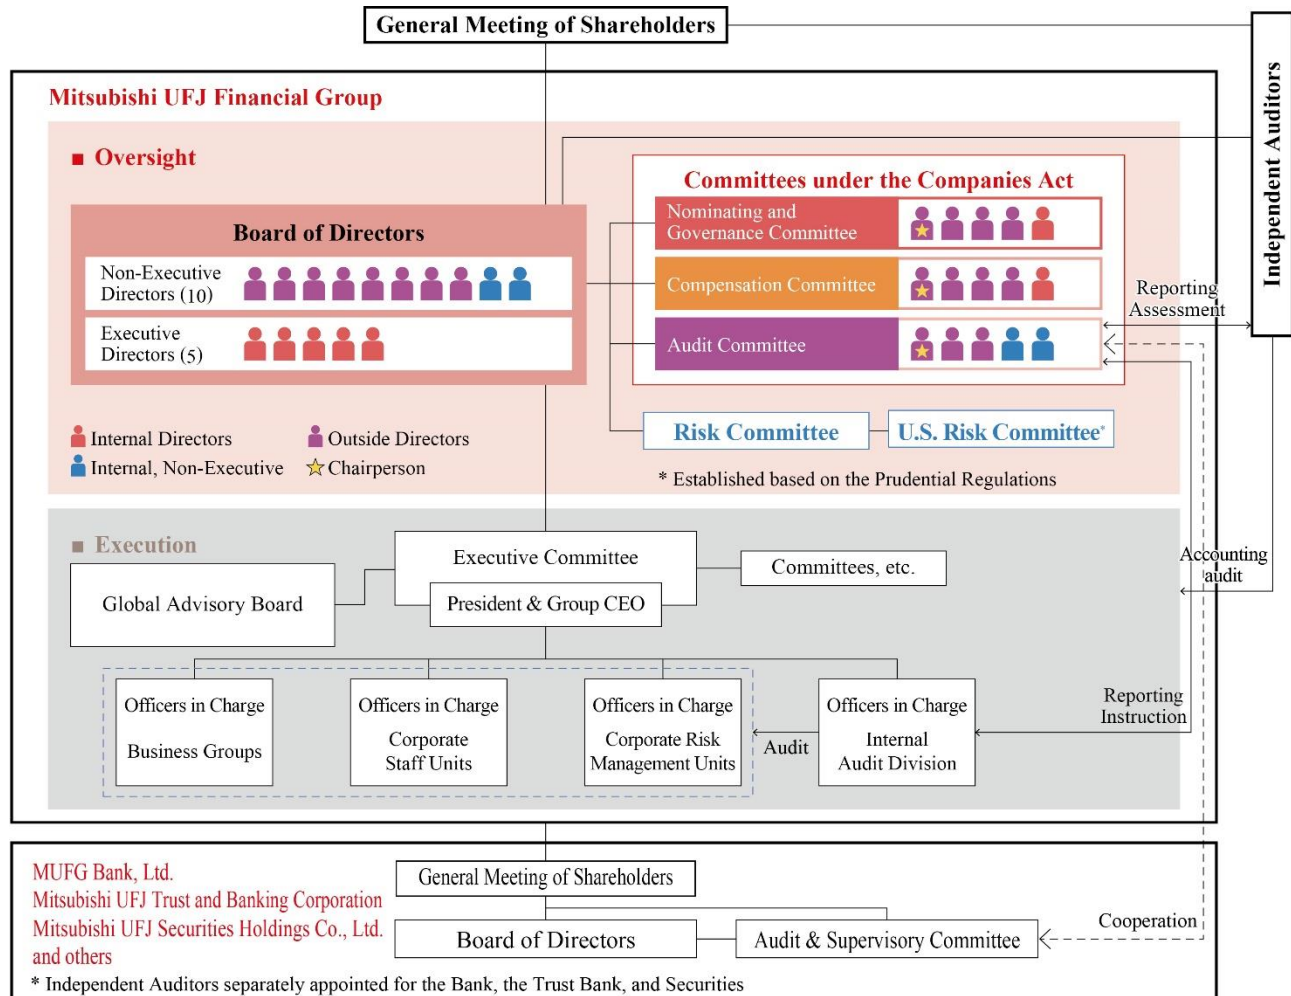 General Meeting of Shareholders
Independent Auditors
Mitsubishi UFJ Financial Group
■ Oversight
Committees under the Companies Act
Board of Directors
Non-Executive
Directors (10)
Executive
Directors (5)
Nominating and
Governance Committee
Compensation Committee
Audit Committee
Reporting
Assessment
Risk Committee
U.S. Risk Committee*
Internal Directors
Outside Directors
Internal, Non-Executive
Chairperson
* Established based on the Prudential Regulations
■ Execution
Executive Committee
President & Group CEO
Committees, etc.
Global Advisory Board
Accounting
audit
Officers in Charge
Business Groups
Officers in Charge
Corporate
Staff Units
Officers in Charge
Corporate Risk
Management Units
Audit
Officers in Charge
Internal
Audit Division
Reporting
Instruction
MUFG Bank, Ltd.
Mitsubishi UFJ Trust and Banking Corporation
Mitsubishi UFJ Securities Holdings Co., Ltd.
and others
General Meeting of Shareholders
Board of Directors
Audit & Supervisory Committee
Cooperation
* Independent Auditors separately appointed for the Bank, the Trust Bank, and Securities